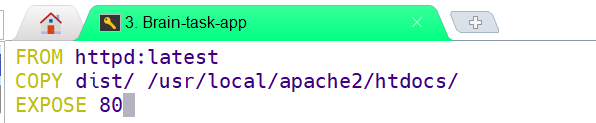 3. Brain-task-app
FROM httpd:latest
COPY dist/ /usr/local/apache2/htdocs/
EXPOSE 80